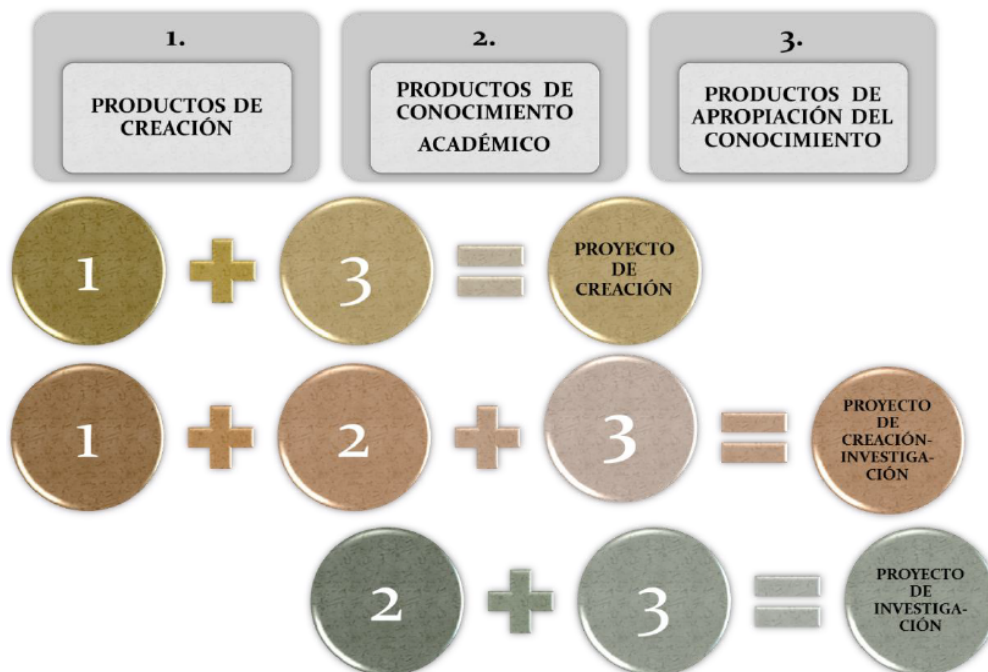 1.
PRODUCTOS DE
CREACIÓN
2.
PRODUCTOS DE
CONOCIMIENTO
ACADÉMICO
3.
PRODUCTOS DE
APROPIACIÓN DEL
CONOCIMIENTO
1 + 3 =
PROYECTO
DE
CREACIÓN
1 + 2 + 3 =
PROYECTO
DE
CREACIÓN-
INVESTIGA-
CIÓN
2 + 3 =
PROYECTO
DE
INVESTIGA-
CIÓN